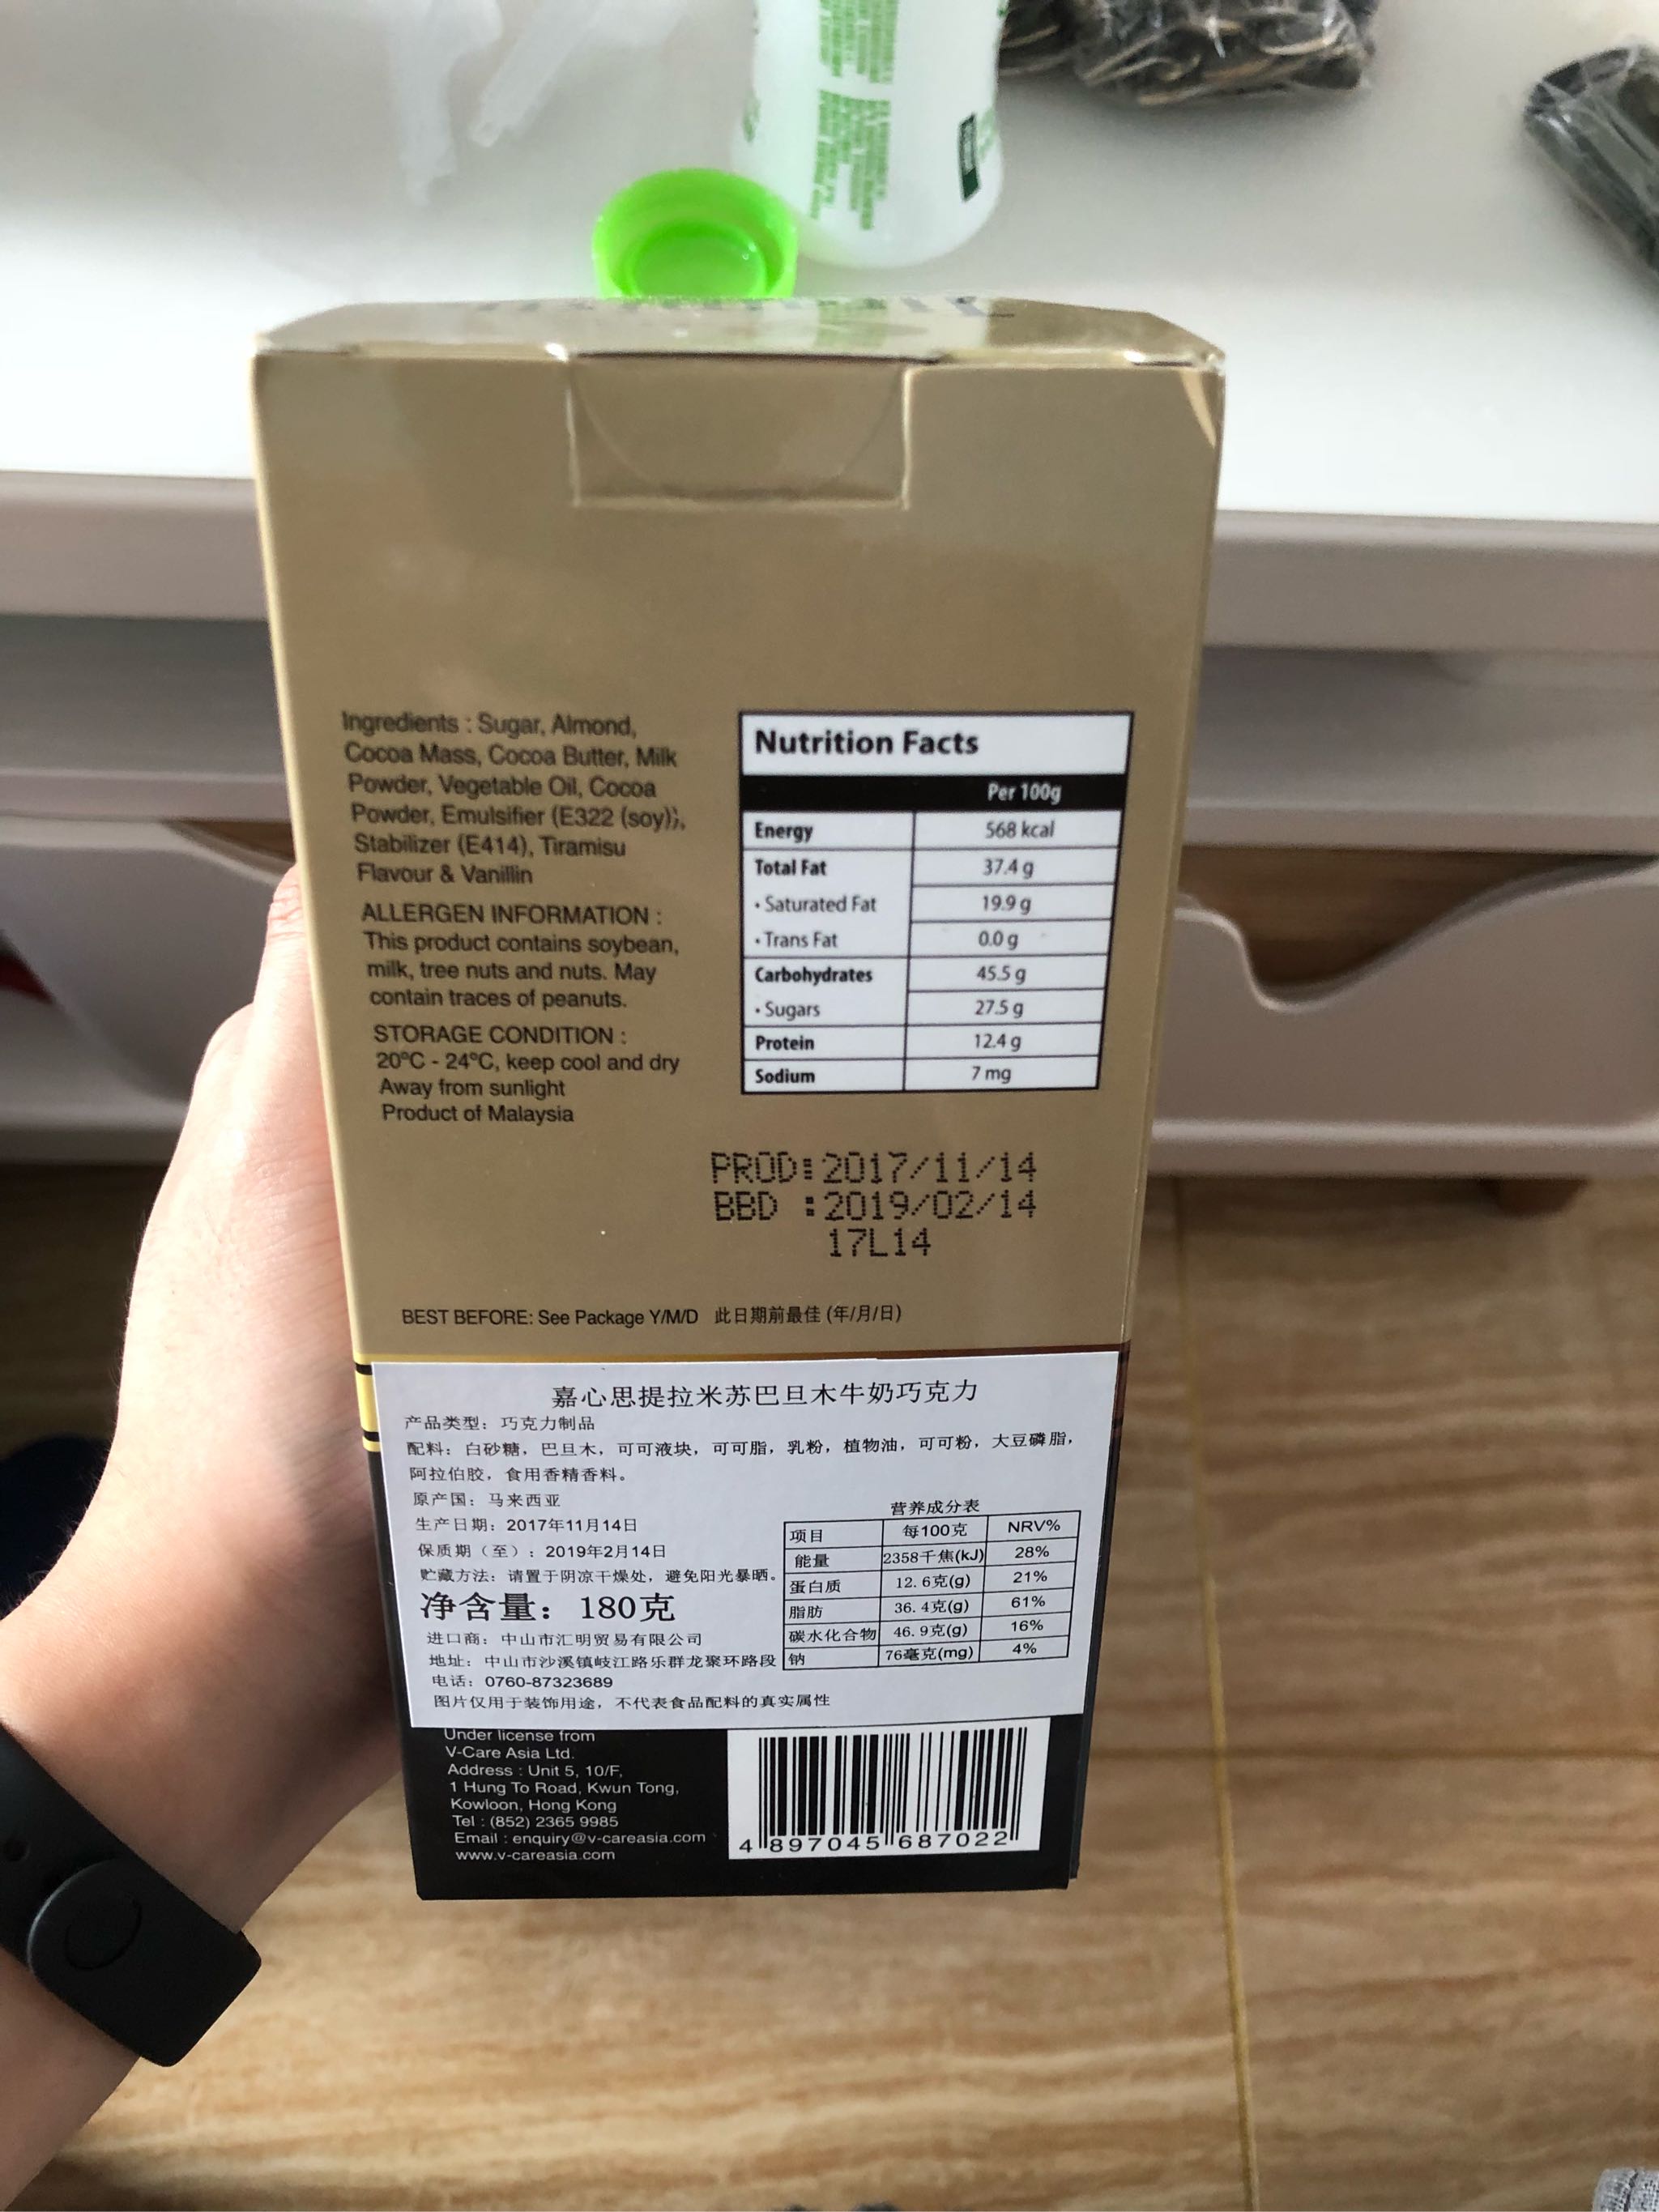 Ingredients : Sugar, Almond,
Cocoa Mass, Cocoa Butter, Milk
Powder, Vegetable Oil, Cocoa
Powder, Emulsifier (E322 (soy)),
Stabilizer (E414), Tiramisu
Flavour & Vanillin
ALLERGEN INFORMATION :
This product contains soybean,
milk, tree nuts and nuts. May
contain traces of peanuts.
STORAGE CONDITION :
20°C - 24°C, keep cool and dry
Away from sunlight
Product of Malaysia
Nutrition Facts
Per 100g
Energy 568 kcal
Total Fat 37.4 g
• Saturated Fat 19.9 g
• Trans Fat 0.0 g
Carbohydrates 45.5 g
• Sugars 27.5 g
Protein 12.4 g
Sodium 7 mg
PROD:2017/11/14
BBD :2019/02/14
17L14
BEST BEFORE: See Package Y/M/D 此日期前最佳 (年/月/日)
嘉心思提拉米苏巴旦木牛奶巧克力
产品类型：巧克力制品
配料：白砂糖，巴旦木，可可液块，可可脂，乳粉，植物油，可可粉，大豆磷脂，
阿拉伯胶，食用香精香料。
原产国：马来西亚
生产日期：2017年11月14日
保质期（至）：2019年2月14日
贮藏方法：请置于阴凉干燥处，避免阳光暴晒。
净含量：180克
进口商：中山市汇明贸易有限公司
地址：中山市沙溪镇岐江路乐群龙聚环路段
电话：0760-87323689
图片仅用于装饰用途，不代表食品配料的真实属性
营养成分表
项目 每100克 NRV%
能量 2358千焦(kJ) 28%
蛋白质 12.6克(g) 21%
脂肪 36.4克(g) 61%
碳水化合物 46.9克(g) 16%
钠 76毫克(mg) 4%
Under license from
V-Care Asia Ltd.
Address : Unit 5, 10/F,
1 Hung To Road, Kwun Tong,
Kowloon, Hong Kong
Tel : (852) 2365 9985
Email : enquiry@v-careasia.com
www.v-careasia.com
4 897045 687022